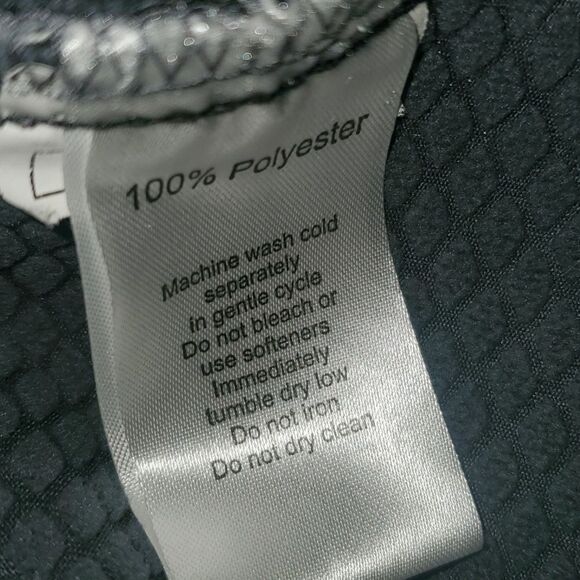 100% Polyester
Machine wash cold
separately
in gentle cycle
Do not bleach or
use softeners
Immediately
tumble dry low
Do not iron
Do not dry clean